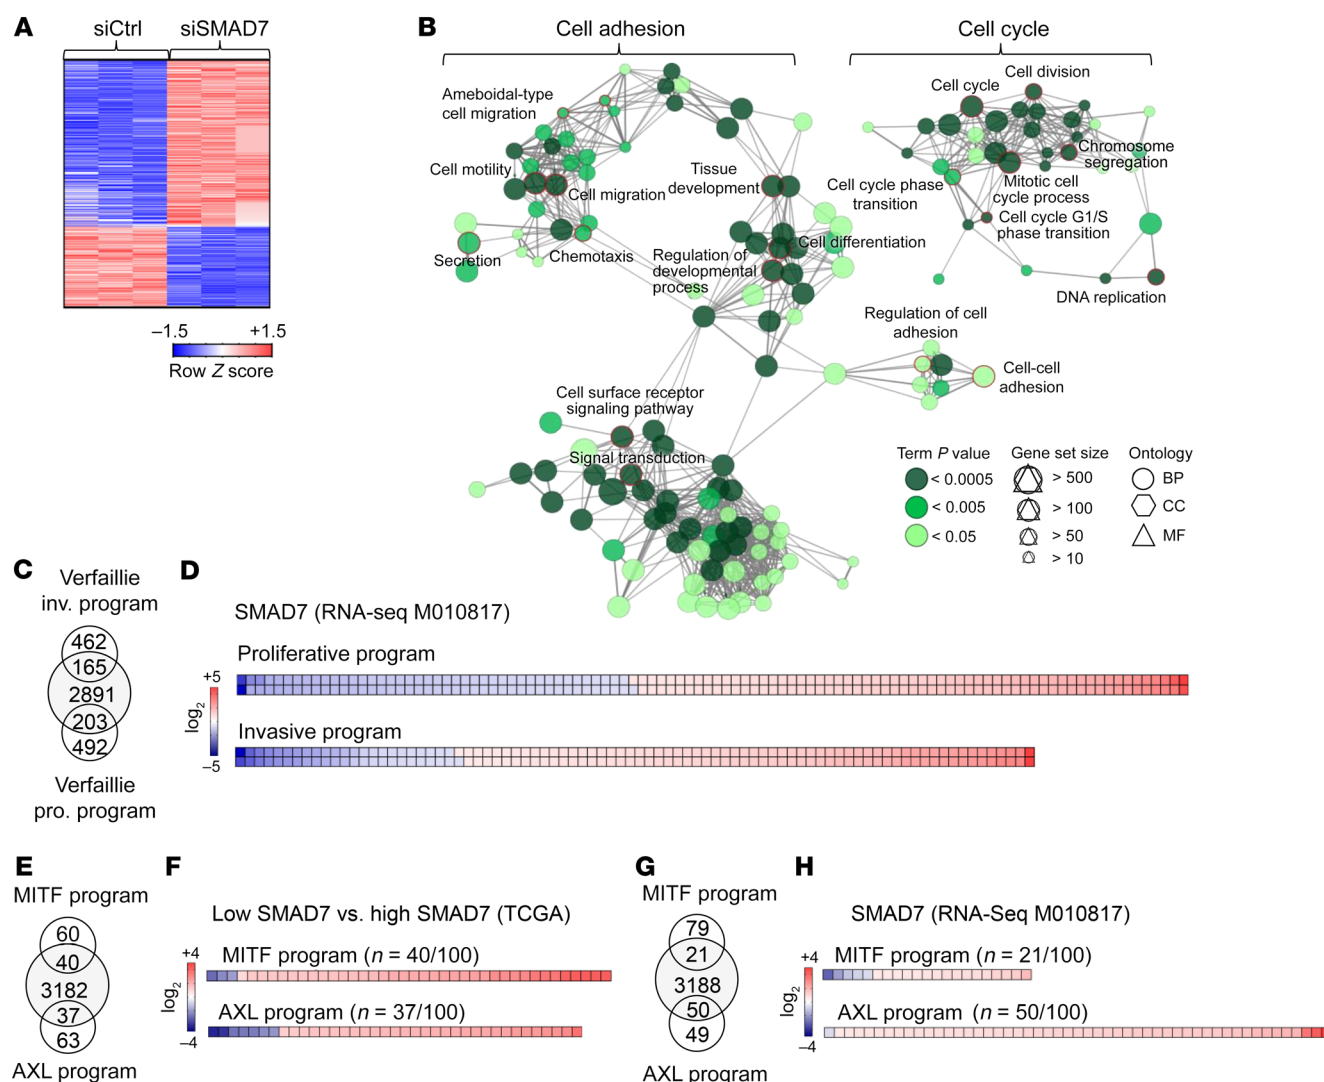 A
siCtrl
siSMAD7
–1.5
+1.5
Row Z score
B
Cell adhesion
Cell cycle
Ameboidal-type
cell migration
Cell motility
Cell migration
Secretion
Chemotaxis
Tissue
development
Cell differentiation
Regulation of
developmental
process
Cell division
Cell cycle
Chromosome
segregation
Cell cycle phase
transition
Mitotic cell
cycle process
Cell cycle G1/S
phase transition
DNA replication
Regulation of cell
adhesion
Cell-cell
adhesion
Cell surface receptor
signaling pathway
Signal transduction
Term P value
< 0.0005
< 0.005
< 0.05
Gene set size
> 500
> 100
> 50
> 10
Ontology
BP
CC
MF
C
Verfaillie
inv. program
462
165
2891
203
492
Verfaillie
pro. program
D
SMAD7 (RNA-seq M010817)
Proliferative program
+5
log2
–5
Invasive program
E
MITF program
60
40
3182
37
63
AXL program
F
Low SMAD7 vs. high SMAD7 (TCGA)
MITF program (n = 40/100)
+4
log2
–4
AXL program (n = 37/100)
G
MITF program
79
21
3188
50
49
AXL program
H
SMAD7 (RNA-Seq M010817)
MITF program (n = 21/100)
+4
log2
–4
AXL program (n = 50/100)